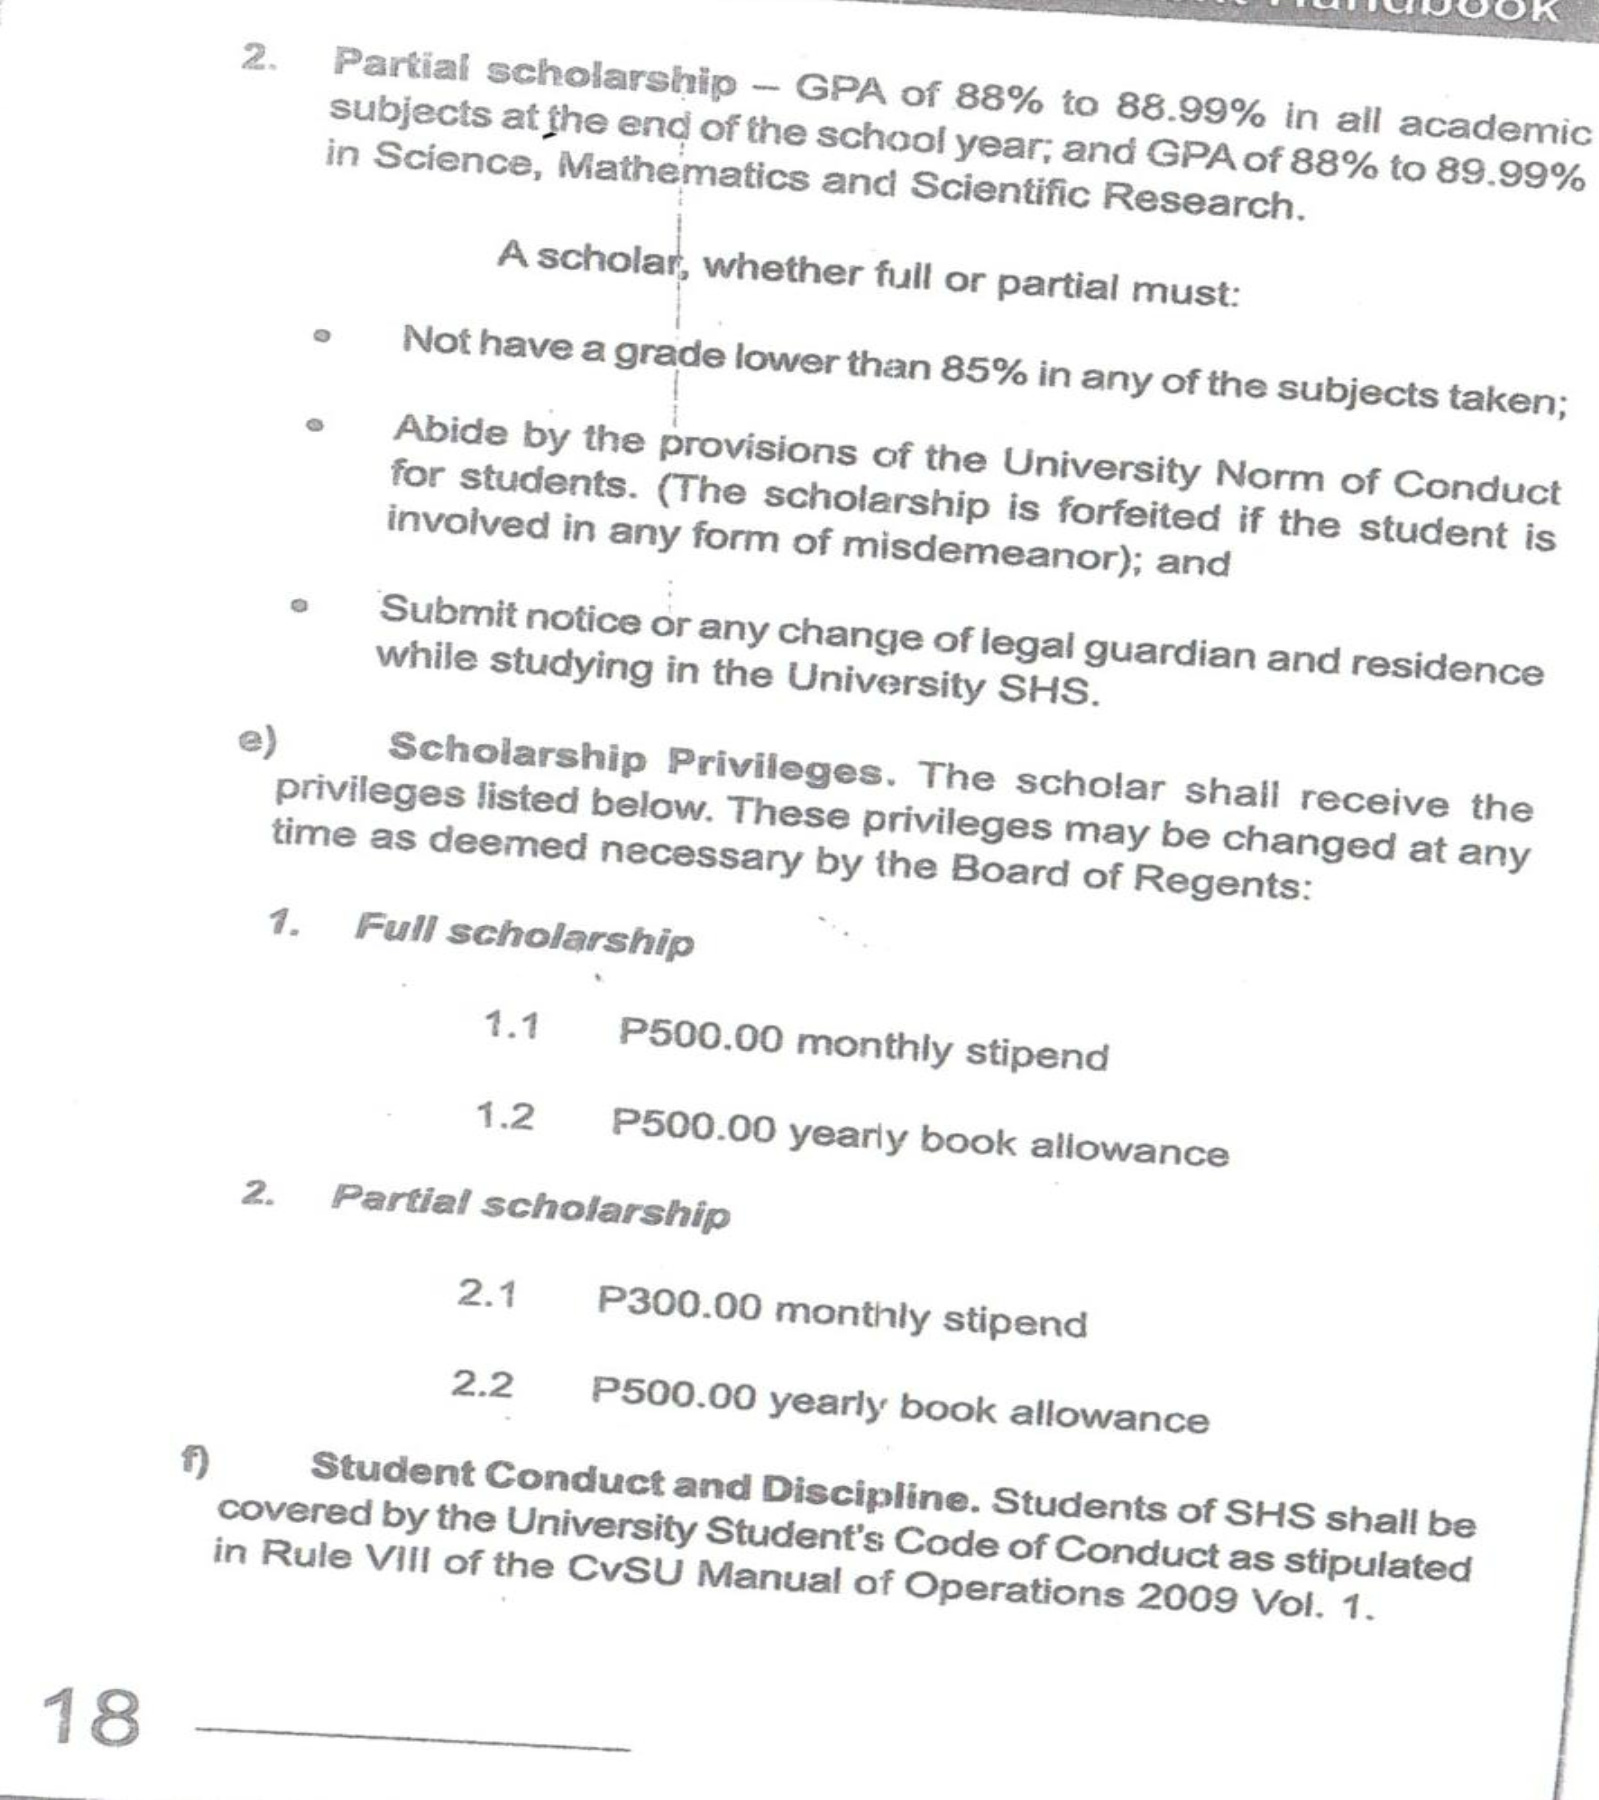 Handbook
2. Partial scholarship – GPA of 88% to 88.99% in all academic
subjects at the end of the school year; and GPA of 88% to 89.99%
in Science, Mathematics and Scientific Research.
A scholar, whether full or partial must:
• Not have a grade lower than 85% in any of the subjects taken;
• Abide by the provisions of the University Norm of Conduct
for students. (The scholarship is forfeited if the student is
involved in any form of misdemeanor); and
• Submit notice or any change of legal guardian and residence
while studying in the University SHS.
e) Scholarship Privileges. The scholar shall receive the
privileges listed below. These privileges may be changed at any
time as deemed necessary by the Board of Regents:
1. Full scholarship
1.1 P500.00 monthly stipend
1.2 P500.00 yearly book allowance
2. Partial scholarship
2.1 P300.00 monthly stipend
2.2 P500.00 yearly book allowance
f) Student Conduct and Discipline. Students of SHS shall be
covered by the University Student's Code of Conduct as stipulated
in Rule VIII of the CvSU Manual of Operations 2009 Vol. 1.
18